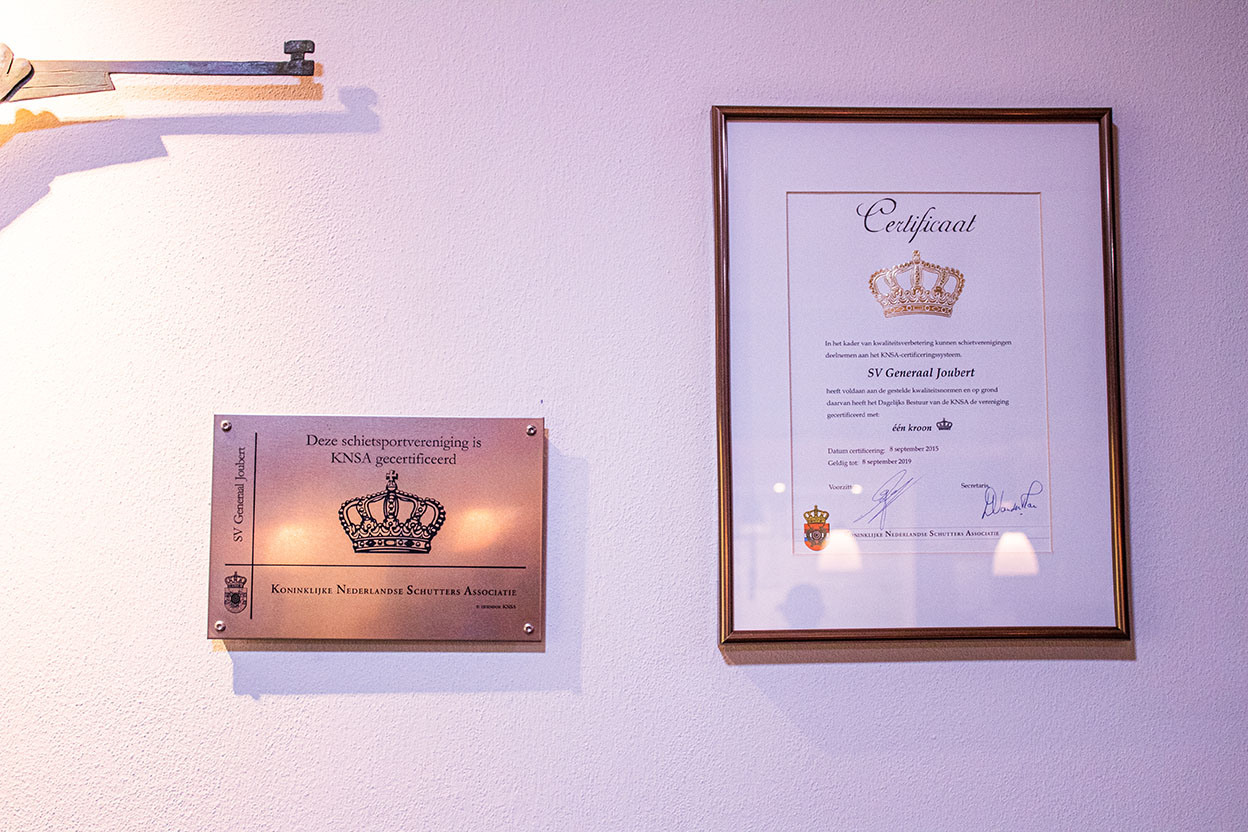 Deze schietsportvereniging is
KNSA gecertificeerd
SV Generaal Joubert
KONINKLIJKE NEDERLANDSE SCHUTTERS ASSOCIATIE
© EIGENDOM KNSA
Certificaat
In het kader van kwaliteitsverbetering kunnen schietverenigingen
deelnemen aan het KNSA-certificeringssysteem.
SV Generaal Joubert
heeft voldaan aan de gestelde kwaliteitsnormen en op grond
daarvan heeft het Dagelijks Bestuur van de KNSA de vereniging
gecertificeerd met:
één kroon
Datum certificering: 8 september 2015
Geldig tot: 8 september 2019
Voorzitter Secretaris
KONINKLIJKE NEDERLANDSE SCHUTTERS ASSOCIATIE